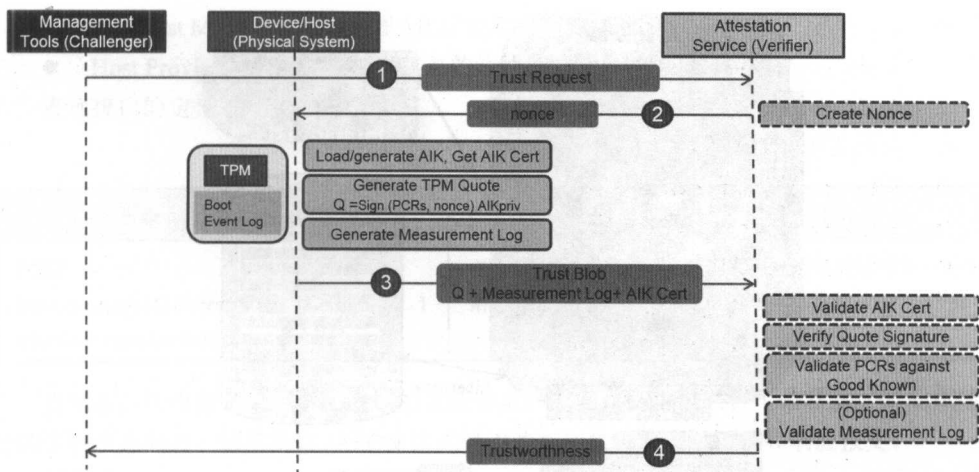 Management
Tools (Challenger)
Device/Host
(Physical System)
Attestation
Service (Verifier)
1
Trust Request
nonce
2
Create Nonce
TPM
Boot
Event Log
Load/generate AIK, Get AIK Cert
Generate TPM Quote
Q =Sign (PCRs, nonce) AIKpriv
Generate Measurement Log
3
Trust Blob
Q + Measurement Log+ AIK Cert
Validate AIK Cert
Verify Quote Signature
Validate PCRs against
Good Known
(Optional)
Validate Measurement Log
Trustworthness
4